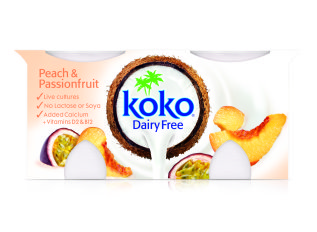 Peach &
Passionfruit
✓ Live cultures
✓ No Lactose or Soya
✓ Added Calcium
+ Vitamins D2 & B12
koko
Dairy Free